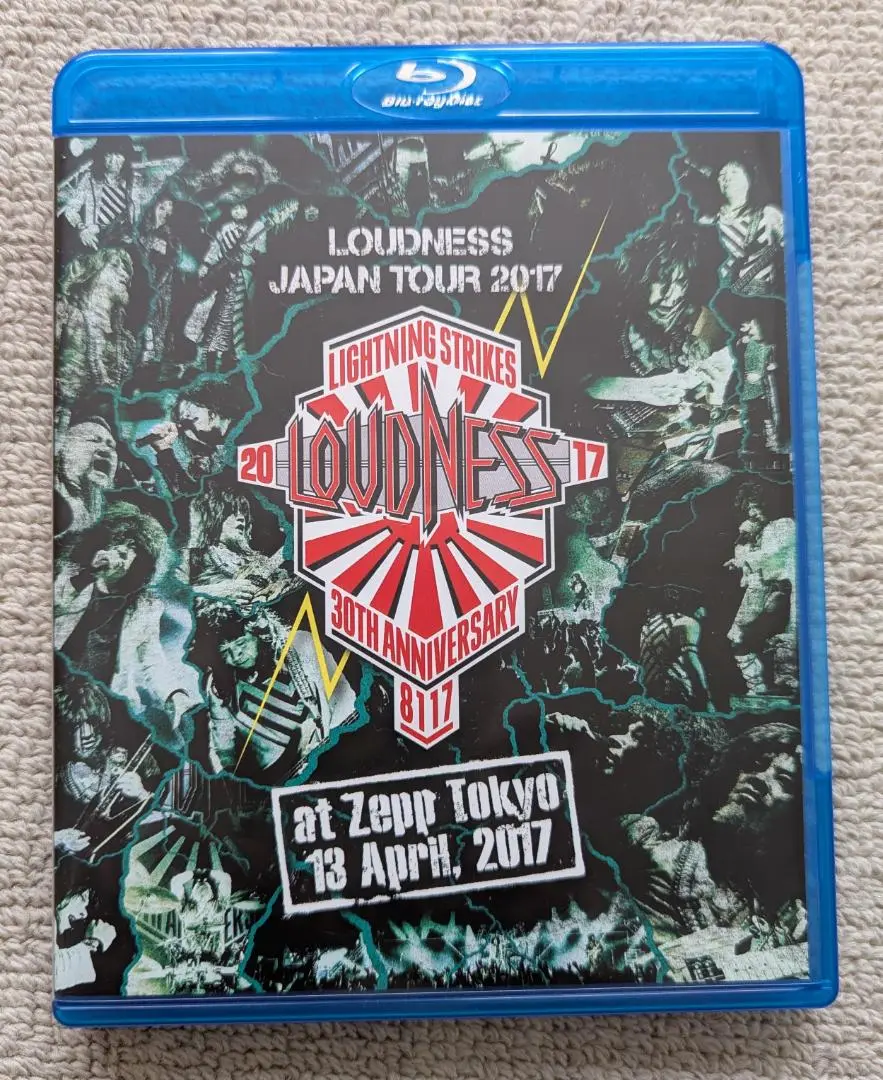 Blu-ray Disc
LOUDNESS
JAPAN TOUR 2017
LIGHTNING STRIKES
20 LOUDNESS 17
30TH ANNIVERSARY
8117
at Zepp Tokyo
13 April, 2017